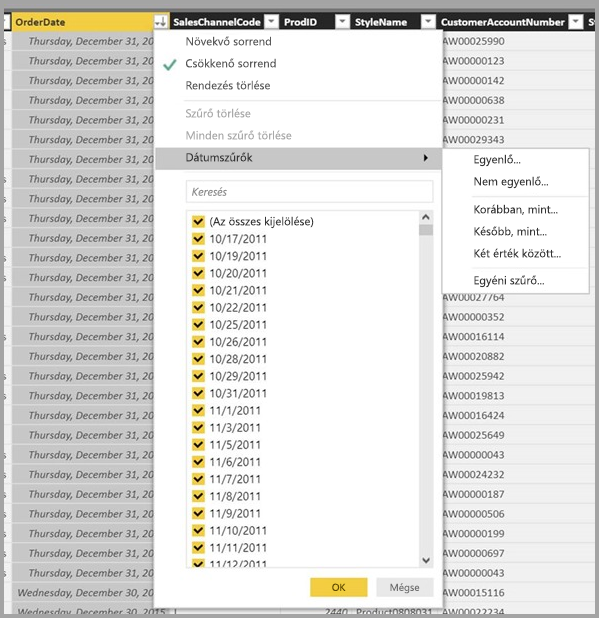 OrderDate SalesChannelCode ProdID StyleName CustomerAccountNumber
Thursday, December 31, 20 AW00025990
Növekvő sorrend
Thursday, December 31, 20 AW00000123
Csökkenő sorrend
Thursday, December 31, 20 AW00000142
Rendezés törlése
Thursday, December 31, 20 AW00000638
Szűrő törlése
Thursday, December 31, 20 AW00000231
Minden szűrő törlése
Thursday, December 31, 20 AW00029343
Dátumszűrők
Egyenlő...
Nem egyenlő...
Korábban, mint...
Később, mint...
Két érték között...
Egyéni szűrő...
Keresés
(Az összes kijelölése)
10/17/2011
10/19/2011
10/20/2011
10/21/2011
10/22/2011
10/25/2011
10/26/2011
10/28/2011
10/29/2011
10/31/2011
11/1/2011
11/3/2011
11/5/2011
11/6/2011
11/7/2011
11/8/2011
11/9/2011
11/10/2011
11/11/2011
11/12/2011
OK Mégse
Thursday, December 31, 20
Thursday, December 31, 20
Thursday, December 31, 20
Thursday, December 31, 20
Thursday, December 31, 20
Thursday, December 31, 20
Thursday, December 31, 20
Thursday, December 31, 20 AW00027764
Thursday, December 31, 20 AW00000352
Thursday, December 31, 20 AW00016114
Thursday, December 31, 20 AW00020882
Thursday, December 31, 20 AW00025942
Thursday, December 31, 20 AW00019813
Thursday, December 31, 20 AW00016424
Thursday, December 31, 20 AW00025649
Thursday, December 31, 20 AW00000043
Thursday, December 31, 20 AW00024232
Thursday, December 31, 20 AW00000187
Thursday, December 31, 20 AW00000506
Thursday, December 31, 20 AW00000199
Thursday, December 31, 20 AW00000697
Thursday, December 31, 20 AW00000043
Wednesday, December 30, 20 AW00015116
Wednesday, December 30, 2015 2440 Product0808031 AW00022234